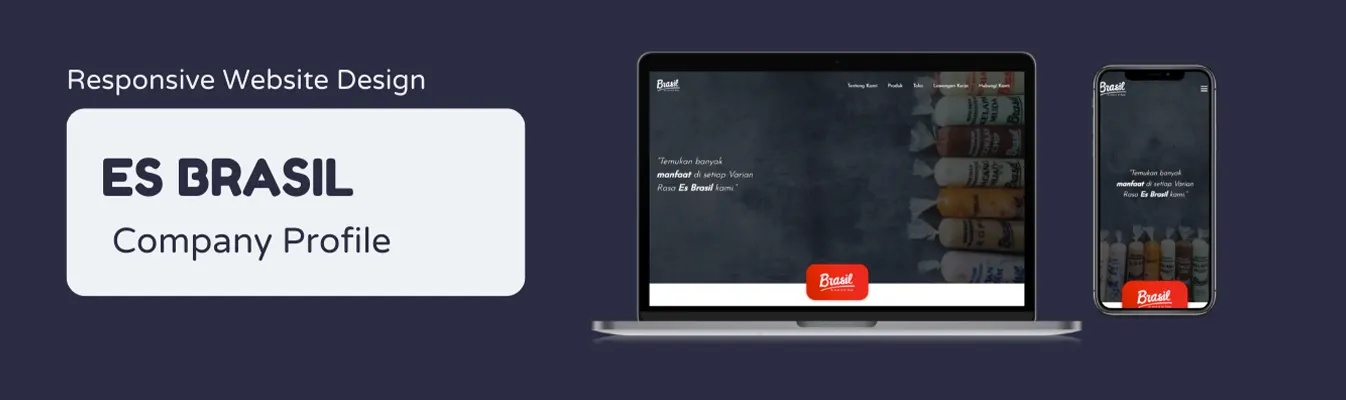 Responsive Website Design
ES BRASIL
Company Profile
Brasil
Tentang Kami Produk Toko Lowongan Kerja Hubungi Kami
"Temukan banyak
manfaat di setiap Varian
Rasa Es Brasil kami."
Brasil
Brasil
"Temukan banyak
manfaat di setiap Varian
Rasa Es Brasil kami."
Brasil